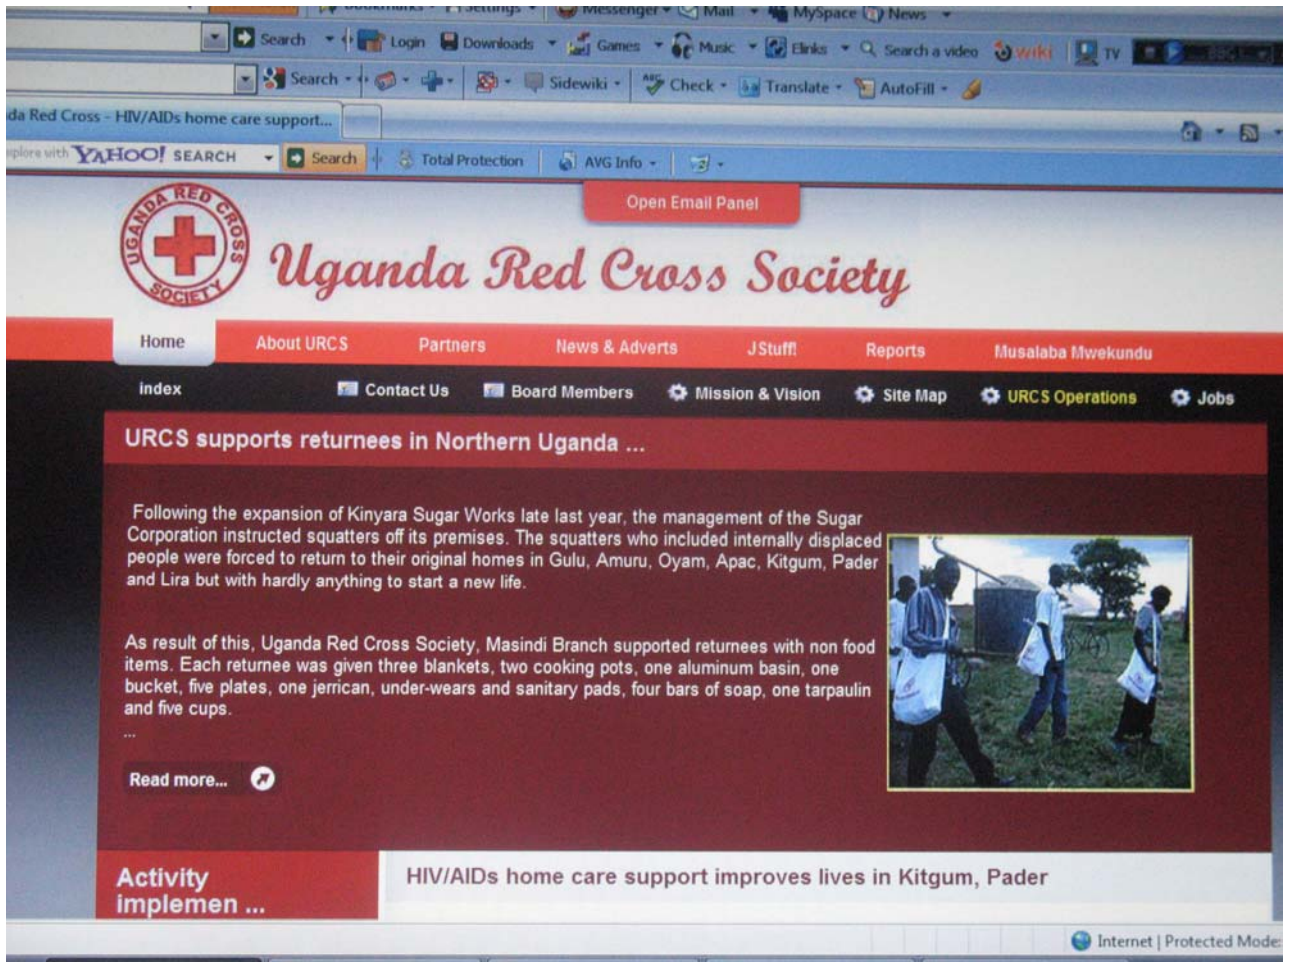 Bookmarks Settings Messenger Mail MySpace News
Search Login Downloads Games Music Elinks Search a video wiki TV
Search Sidewiki ABC Check Translate AutoFill
da Red Cross - HIV/AIDs home care support...
explore with YAHOO! SEARCH Search Total Protection AVG Info
Open Email Panel
UGANDA RED CROSS SOCIETY
Uganda Red Cross Society
Home About URCS Partners News & Adverts JStuff! Reports Musalaba Mwekundu
index Contact Us Board Members Mission & Vision Site Map URCS Operations Jobs
URCS supports returnees in Northern Uganda ...
Following the expansion of Kinyara Sugar Works late last year, the management of the Sugar
Corporation instructed squatters off its premises. The squatters who included internally displaced
people were forced to return to their original homes in Gulu, Amuru, Oyam, Apac, Kitgum, Pader
and Lira but with hardly anything to start a new life.
As result of this, Uganda Red Cross Society, Masindi Branch supported returnees with non food
items. Each returnee was given three blankets, two cooking pots, one aluminum basin, one
bucket, five plates, one jerrican, under-wears and sanitary pads, four bars of soap, one tarpaulin
and five cups.
...
Read more...
Activity
implemen ...
HIV/AIDs home care support improves lives in Kitgum, Pader
Internet | Protected Mode: